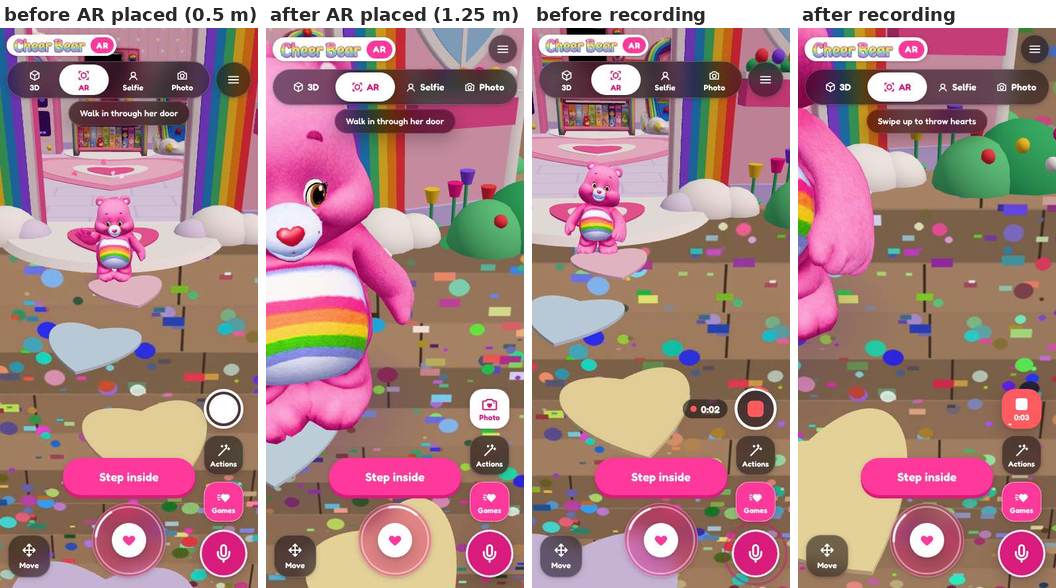 before AR placed (0.5 m)
Cheer Bear AR
3D AR Selfie Photo
Walk in through her door
Actions
Step inside
Games
Move
after AR placed (1.25 m)
Cheer Bear AR
3D AR Selfie Photo
Walk in through her door
Photo
Actions
Step inside
Games
Move
before recording
Cheer Bear AR
3D AR Selfie Photo
0:02
Actions
Step inside
Games
Move
after recording
Cheer Bear AR
3D AR Selfie Photo
Swipe up to throw hearts
0:03
Actions
Step inside
Games
Move